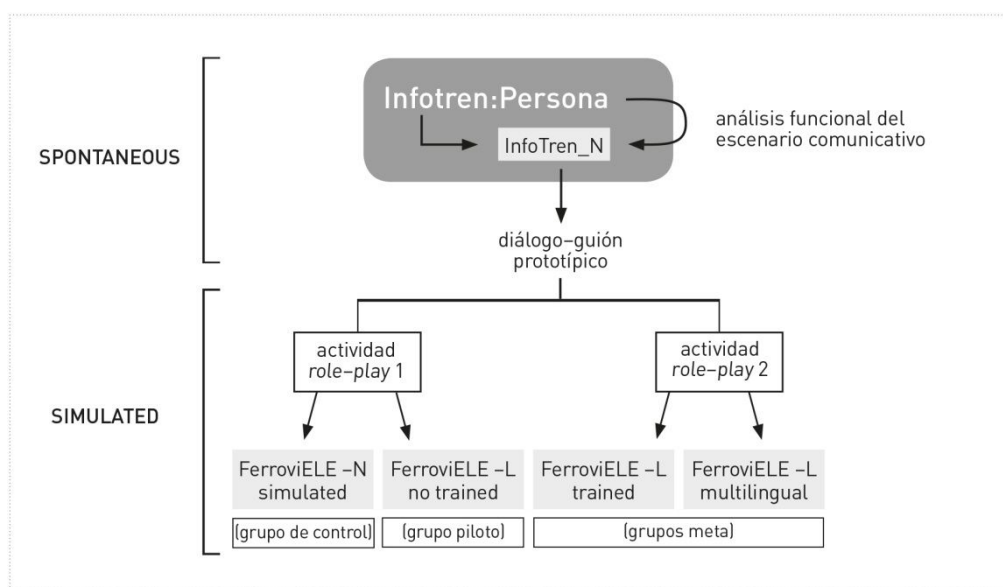 Infotren:Persona
InfoTren_N
análisis funcional del
escenario comunicativo
SPONTANEOUS
diálogo–guión
prototípico
SIMULATED
actividad
role–play 1
actividad
role–play 2
FerroviELE –N
simulated
FerroviELE –L
no trained
FerroviELE –L
trained
FerroviELE –L
multilingual
(grupo de control)
(grupo piloto)
(grupos meta)